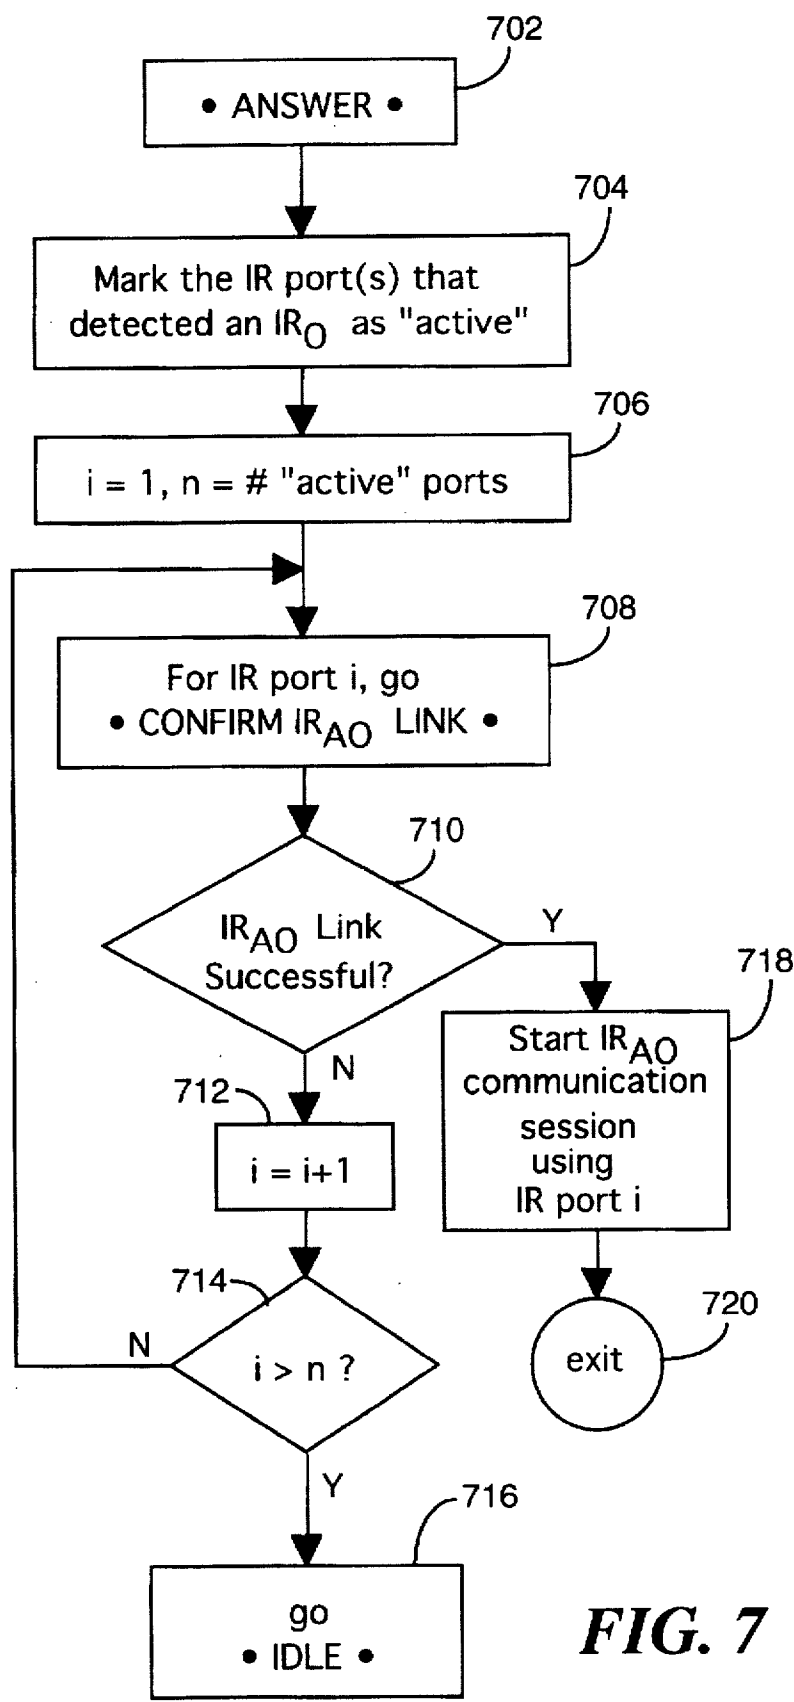 702
• ANSWER •
704
Mark the IR port(s) that
detected an IRO as "active"
706
i = 1, n = # "active" ports
708
For IR port i, go
• CONFIRM IRAO LINK •
710
IRAO Link
Successful?
Y
N
718
Start IRAO
communication
session
using
IR port i
712
i = i+1
714
i > n ?
N
Y
720
exit
716
go
• IDLE •
FIG. 7